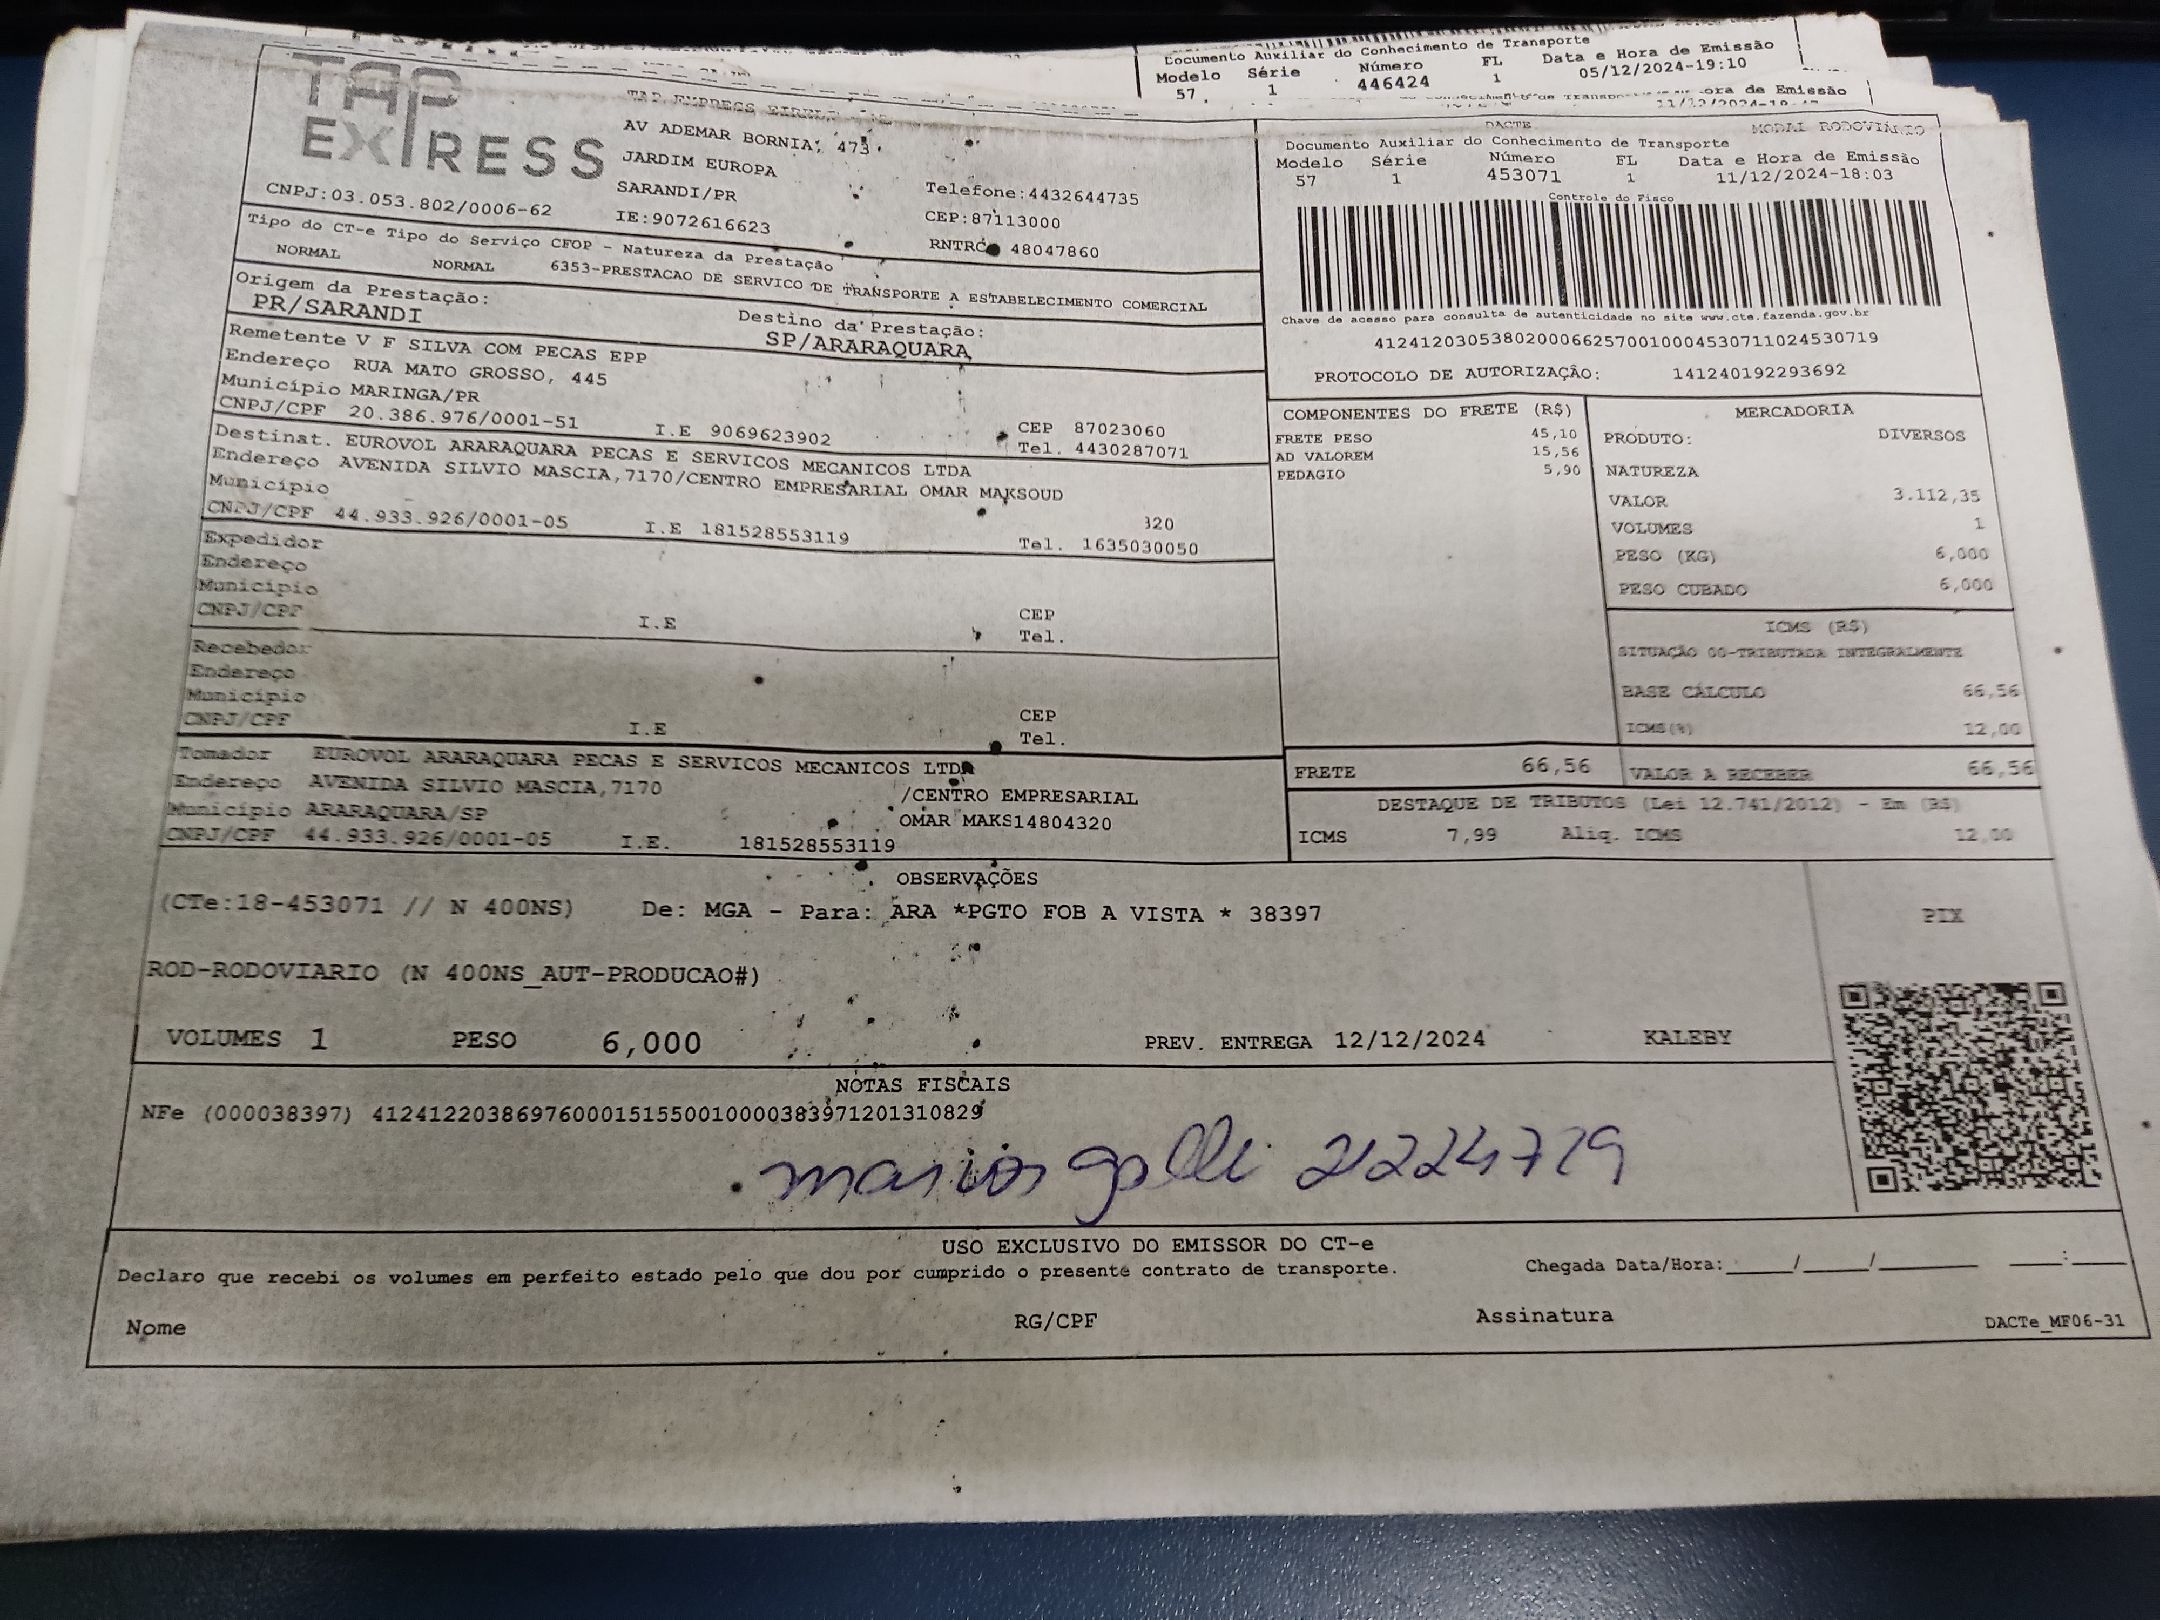 Documento Auxiliar do Conhecimento de Transporte
Modelo Série Número FL Data e Hora de Emissão
57 1 446424 1 05/12/2024-19:10
ora de Emissão
TAP EXPRESS
TAP EXPRESS EIRELI
AV ADEMAR BORNIA, 473
JARDIM EUROPA
SARANDI/PR
Telefone:4432644735
CNPJ:03.053.802/0006-62
IE:9072616623
CEP:87113000
RNTRC 48047860
DACTE MODAL RODOVIÁRIO
Documento Auxiliar do Conhecimento de Transporte
Modelo Série Número FL Data e Hora de Emissão
57 1 453071 1 11/12/2024-18:03
Controle do Fisco
Chave de acesso para consulta de autenticidade no site www.cte.fazenda.gov.br
41241203053802000662570010004530711024530719
PROTOCOLO DE AUTORIZAÇÃO: 141240192293692
Tipo do CT-e Tipo do Serviço CFOP - Natureza da Prestação
NORMAL NORMAL 6353-PRESTACAO DE SERVICO DE TRANSPORTE A ESTABELECIMENTO COMERCIAL
Origem da Prestação: Destino da Prestação:
PR/SARANDI SP/ARARAQUARA
Remetente V F SILVA COM PECAS EPP
Endereço RUA MATO GROSSO, 445
Município MARINGA/PR CEP 87023060
CNPJ/CPF 20.386.976/0001-51 I.E 9069623902 Tel. 4430287071
Destinat. EUROVOL ARARAQUARA PECAS E SERVICOS MECANICOS LTDA
Endereço AVENIDA SILVIO MASCIA,7170/CENTRO EMPRESARIAL OMAR MAKSOUD
Município 320
CNPJ/CPF 44.933.926/0001-05 I.E 181528553119 Tel. 1635030050
Expedidor
Endereço
Município CEP
CNPJ/CPF I.E Tel.
Recebedor
Endereço
Município CEP
CNPJ/CPF I.E Tel.
Tomador EUROVOL ARARAQUARA PECAS E SERVICOS MECANICOS LTDA
Endereço AVENIDA SILVIO MASCIA,7170 /CENTRO EMPRESARIAL
Município ARARAQUARA/SP OMAR MAKS14804320
CNPJ/CPF 44.933.926/0001-05 I.E. 181528553119
COMPONENTES DO FRETE (R$)
FRETE PESO 45,10
AD VALOREM 15,56
PEDAGIO 5,90
MERCADORIA
PRODUTO: DIVERSOS
NATUREZA
VALOR 3.112,35
VOLUMES 1
PESO (KG) 6,000
PESO CUBADO 6,000
ICMS (R$)
SITUAÇÃO 00-TRIBUTADA INTEGRALMENTE
BASE CÁLCULO 66,56
ICMS(%) 12,00
FRETE 66,56 VALOR A RECEBER 66,56
DESTAQUE DE TRIBUTOS (Lei 12.741/2012) - Em (R$)
ICMS 7,99 Aliq. ICMS 12,00
OBSERVAÇÕES
(CTe:18-453071 // N 400NS) De: MGA - Para: ARA *PGTO FOB A VISTA * 38397
PIX
ROD-RODOVIARIO (N 400NS_AUT-PRODUCAO#)
VOLUMES 1 PESO 6,000 PREV. ENTREGA 12/12/2024 KALEBY
NOTAS FISCAIS
NFe (000038397) 41241220386976000151550010000383971201310829
USO EXCLUSIVO DO EMISSOR DO CT-e
Declaro que recebi os volumes em perfeito estado pelo que dou por cumprido o presente contrato de transporte. Chegada Data/Hora:_____/_____/_______ ____:____
Nome RG/CPF Assinatura DACTe_MF06-31